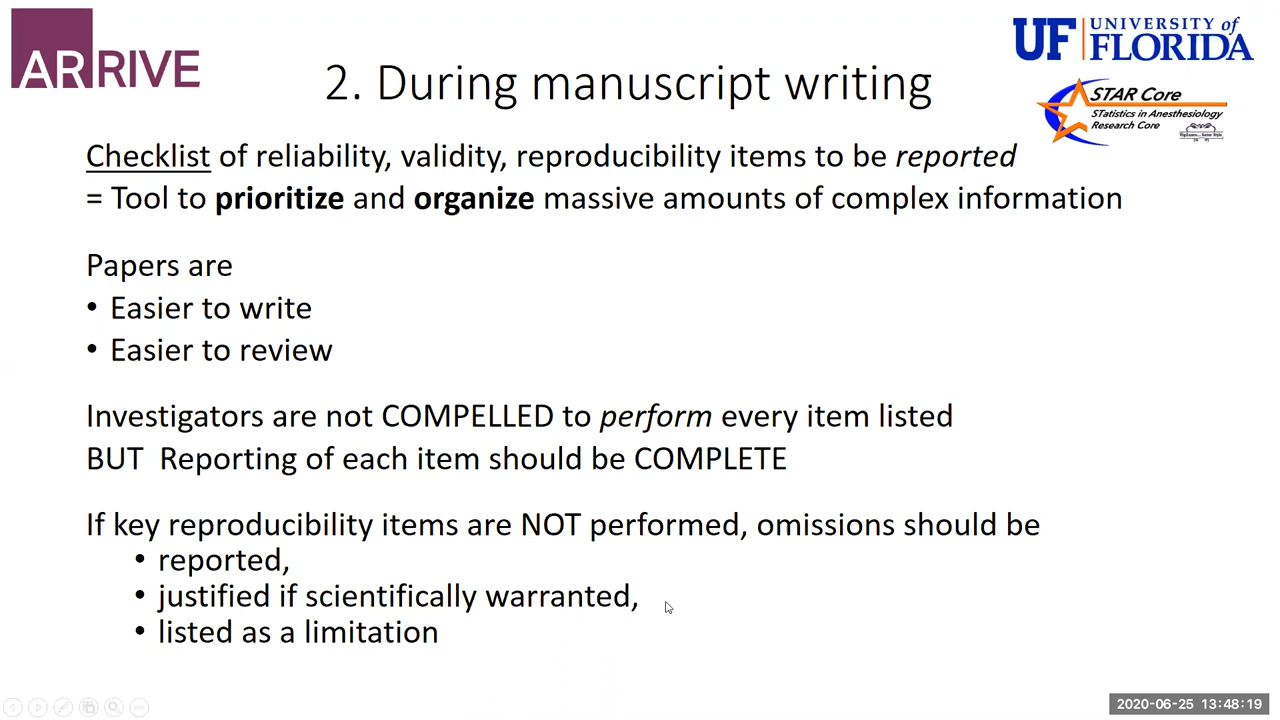 ARRIVE
UF UNIVERSITY of FLORIDA
2. During manuscript writing
STAR Core
STatistics in Anesthesiology
Research Core
Checklist of reliability, validity, reproducibility items to be reported
= Tool to prioritize and organize massive amounts of complex information
Papers are
• Easier to write
• Easier to review
Investigators are not COMPELLED to perform every item listed
BUT Reporting of each item should be COMPLETE
If key reproducibility items are NOT performed, omissions should be
• reported,
• justified if scientifically warranted,
• listed as a limitation
2020-06-25 13:48:19